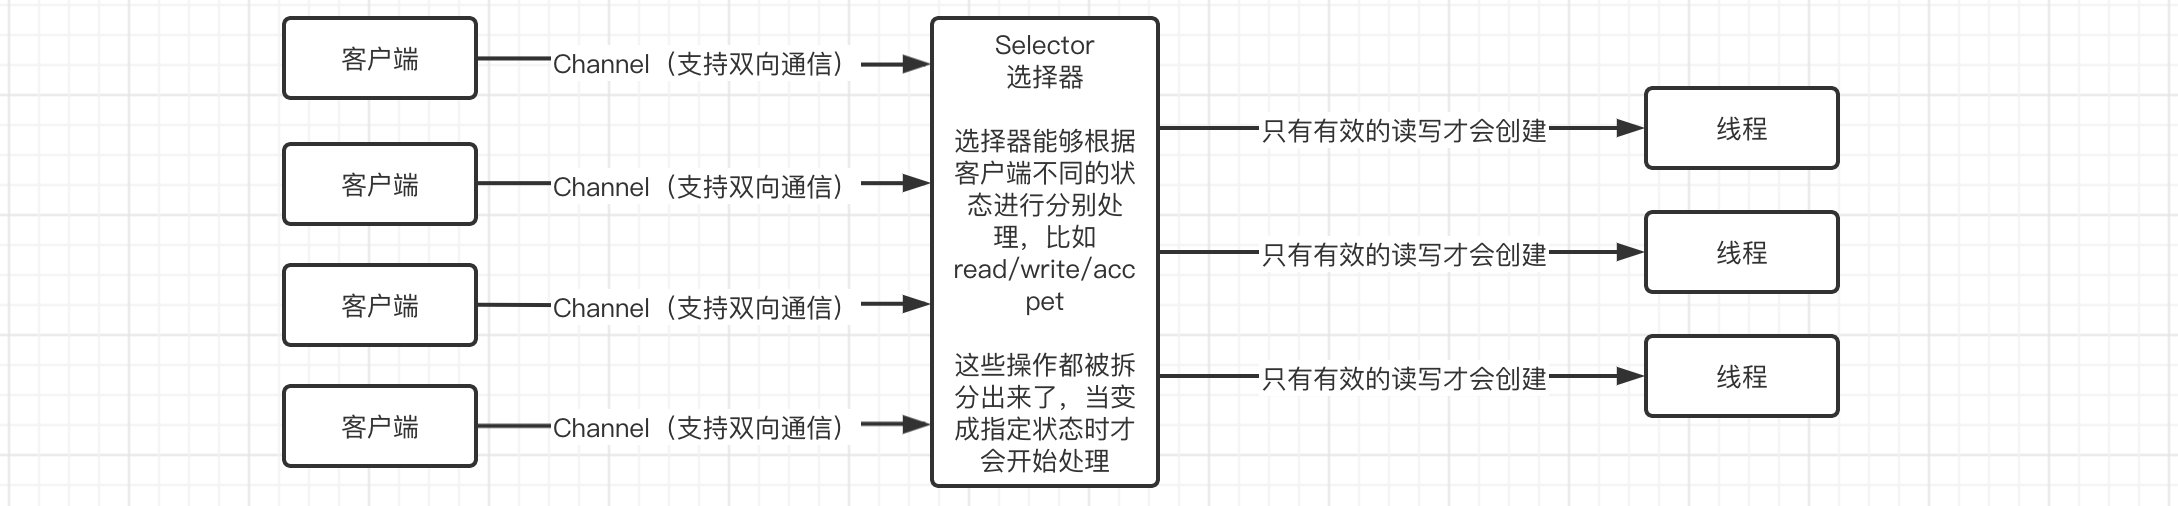 客户端
Channel（支持双向通信）
客户端
Channel（支持双向通信）
客户端
Channel（支持双向通信）
客户端
Channel（支持双向通信）
Selector
选择器
选择器能够根据
客户端不同的状
态进行分别处
理，比如
read/write/acc
pet
这些操作都被拆
分出来了，当变
成指定状态时才
会开始处理
只有有效的读写才会创建
线程
只有有效的读写才会创建
线程
只有有效的读写才会创建
线程